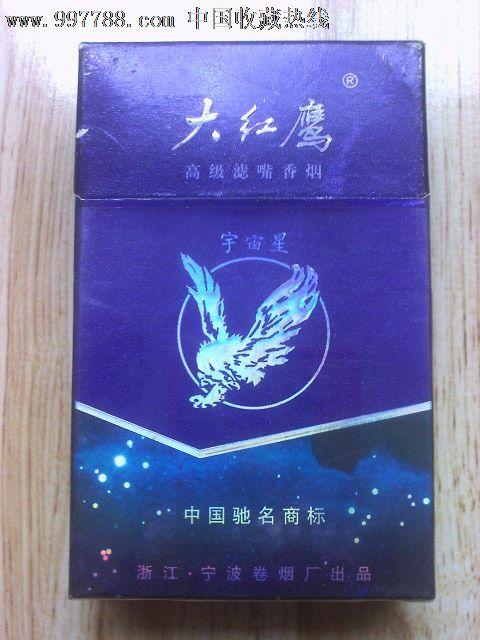 www.997788.com 中国收藏热线
®
大红鹰
高级滤嘴香烟
宇宙星
中国驰名商标
浙江·宁波卷烟厂出品